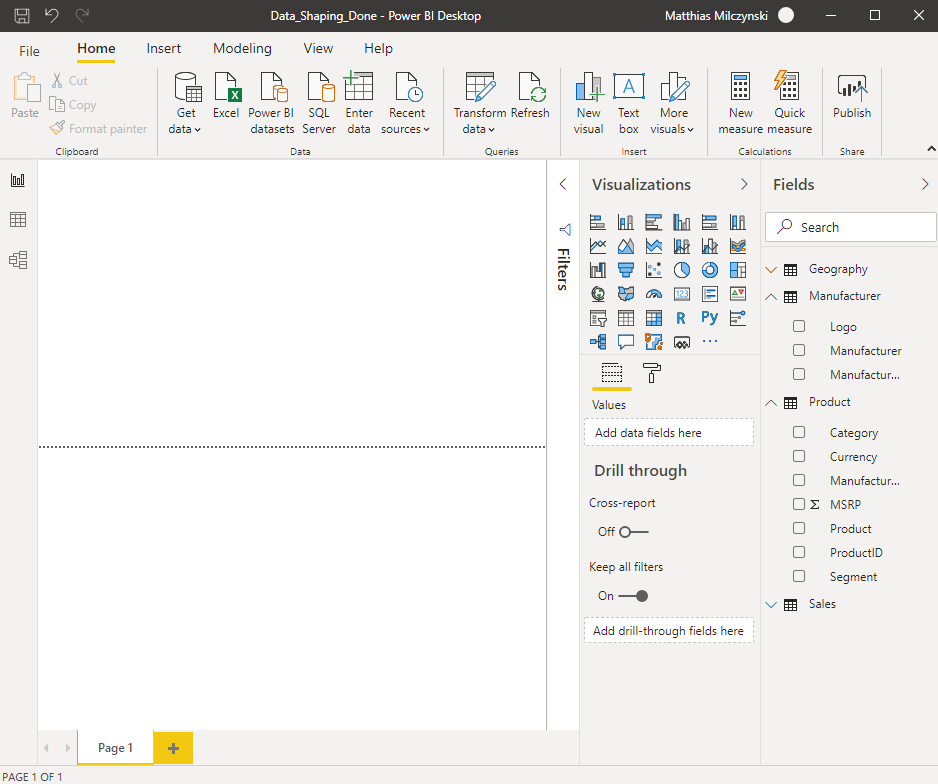 Data_Shaping_Done - Power BI Desktop
Matthias Milczynski
File
Home
Insert
Modeling
View
Help
Paste
Cut
Copy
Format painter
Clipboard
Get
data
Excel
Power BI
datasets
SQL
Server
Enter
data
Recent
sources
Data
Transform
data
Refresh
Queries
New
visual
A
Text
box
More
visuals
Insert
New
measure
Quick
measure
Calculations
Publish
Share
Filters
Visualizations
123
R
Py
Values
Add data fields here
Drill through
Cross-report
Off
Keep all filters
On
Add drill-through fields here
Fields
Search
Geography
Manufacturer
Logo
Manufacturer
Manufactur...
Product
Category
Currency
Manufactur...
Σ MSRP
Product
ProductID
Segment
Sales
Page 1
PAGE 1 OF 1